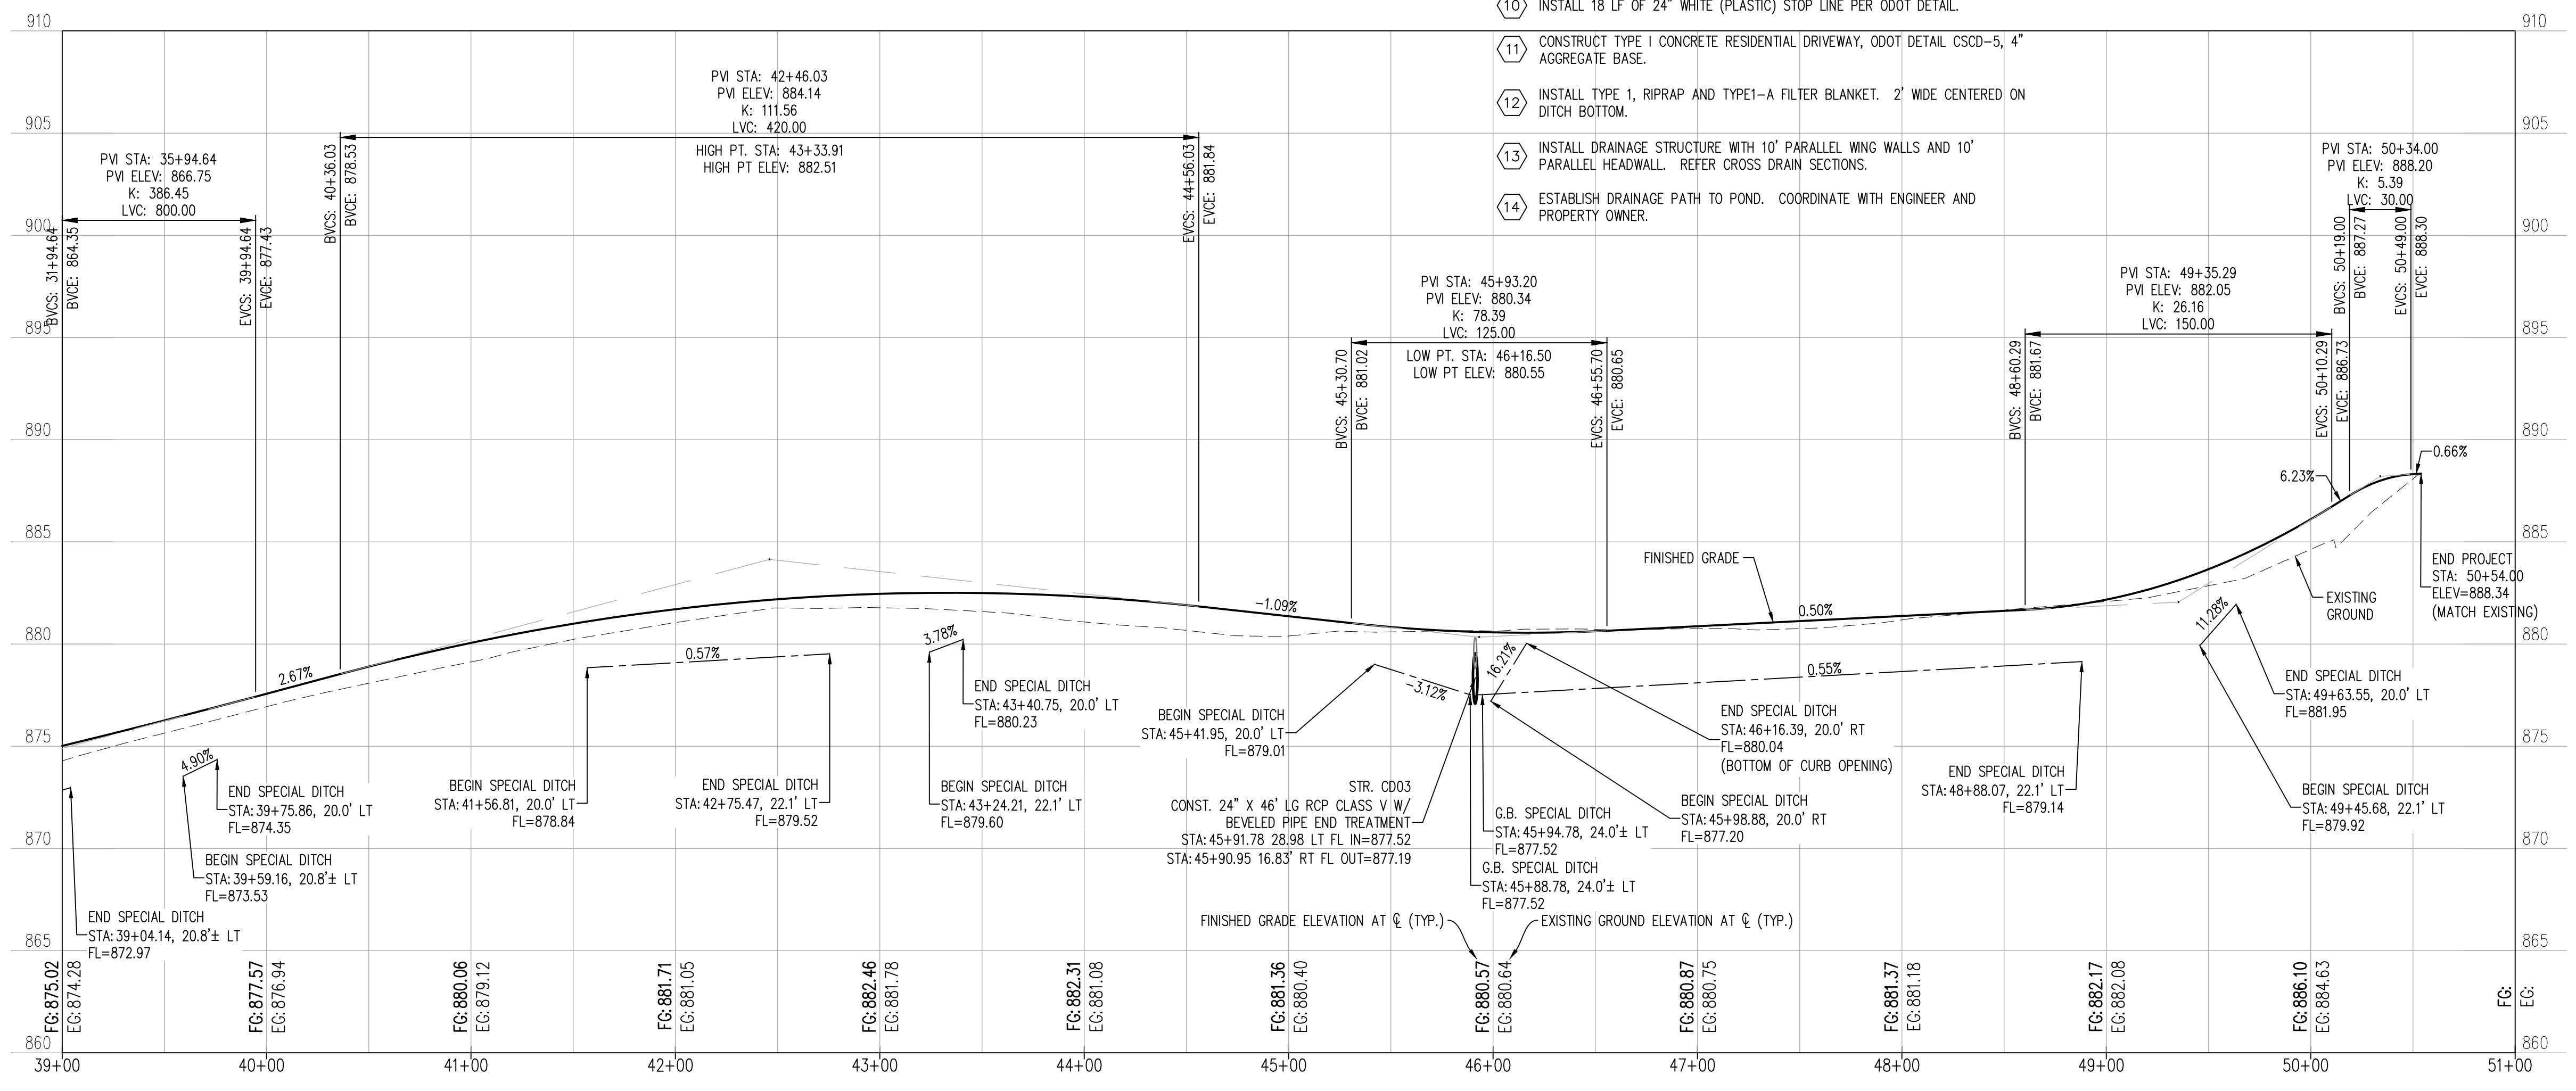 10 INSTALL 18 LF OF 24" WHITE (PLASTIC) STOP LINE PER ODOT DETAIL.
11 CONSTRUCT TYPE I CONCRETE RESIDENTIAL DRIVEWAY, ODOT DETAIL CSCD-5, 4"
AGGREGATE BASE.
12 INSTALL TYPE 1, RIPRAP AND TYPE1-A FILTER BLANKET. 2' WIDE CENTERED ON
DITCH BOTTOM.
13 INSTALL DRAINAGE STRUCTURE WITH 10' PARALLEL WING WALLS AND 10'
PARALLEL HEADWALL. REFER CROSS DRAIN SECTIONS.
14 ESTABLISH DRAINAGE PATH TO POND. COORDINATE WITH ENGINEER AND
PROPERTY OWNER.
910
905
900
895
890
885
880
875
870
865
860
PVI STA: 35+94.64
PVI ELEV: 866.75
K: 386.45
LVC: 800.00
BVCS: 31+94.64
BVCE: 864.35
EVCS: 39+94.64
EVCE: 877.43
PVI STA: 42+46.03
PVI ELEV: 884.14
K: 111.56
LVC: 420.00
HIGH PT. STA: 43+33.91
HIGH PT ELEV: 882.51
BVCS: 40+36.03
BVCE: 878.53
EVCS: 44+56.03
EVCE: 881.84
PVI STA: 45+93.20
PVI ELEV: 880.34
K: 78.39
LVC: 125.00
LOW PT. STA: 46+16.50
LOW PT ELEV: 880.55
BVCS: 45+30.70
BVCE: 881.02
EVCS: 46+55.70
EVCE: 880.65
PVI STA: 49+35.29
PVI ELEV: 882.05
K: 26.16
LVC: 150.00
BVCS: 48+60.29
BVCE: 881.67
EVCS: 50+10.29
EVCE: 886.73
PVI STA: 50+34.00
PVI ELEV: 888.20
K: 5.39
LVC: 30.00
BVCS: 50+19.00
BVCE: 887.27
EVCS: 50+49.00
EVCE: 888.30
910
905
900
895
890
885
880
875
870
865
860
2.67%
-1.09%
FINISHED GRADE
0.50%
6.23%
0.66%
EXISTING
GROUND
END PROJECT
STA: 50+54.00
ELEV=888.34
(MATCH EXISTING)
4.90%
0.57%
3.78%
-3.12%
16.21%
0.55%
11.28%
END SPECIAL DITCH
STA: 39+04.14, 20.8'± LT
FL=872.97
BEGIN SPECIAL DITCH
STA: 39+59.16, 20.8'± LT
FL=873.53
END SPECIAL DITCH
STA: 39+75.86, 20.0' LT
FL=874.35
BEGIN SPECIAL DITCH
STA: 41+56.81, 20.0' LT
FL=878.84
END SPECIAL DITCH
STA: 42+75.47, 22.1' LT
FL=879.52
BEGIN SPECIAL DITCH
STA: 43+24.21, 22.1' LT
FL=879.60
END SPECIAL DITCH
STA: 43+40.75, 20.0' LT
FL=880.23
BEGIN SPECIAL DITCH
STA: 45+41.95, 20.0' LT
FL=879.01
STR. CD03
CONST. 24" X 46' LG RCP CLASS V W/
BEVELED PIPE END TREATMENT
STA: 45+91.78 28.98 LT FL IN=877.52
STA: 45+90.95 16.83' RT FL OUT=877.19
G.B. SPECIAL DITCH
STA: 45+94.78, 24.0'± LT
FL=877.52
G.B. SPECIAL DITCH
STA: 45+88.78, 24.0'± LT
FL=877.52
END SPECIAL DITCH
STA: 46+16.39, 20.0' RT
FL=880.04
(BOTTOM OF CURB OPENING)
BEGIN SPECIAL DITCH
STA: 45+98.88, 20.0' RT
FL=877.20
END SPECIAL DITCH
STA: 48+88.07, 22.1' LT
FL=879.14
END SPECIAL DITCH
STA: 49+63.55, 20.0' LT
FL=881.95
BEGIN SPECIAL DITCH
STA: 49+45.68, 22.1' LT
FL=879.92
FINISHED GRADE ELEVATION AT ℄ (TYP.)
EXISTING GROUND ELEVATION AT ℄ (TYP.)
FG: 875.02
EG: 874.28
FG: 877.57
EG: 876.94
FG: 880.06
EG: 879.12
FG: 881.71
EG: 881.05
FG: 882.46
EG: 881.78
FG: 882.31
EG: 881.08
FG: 881.36
EG: 880.40
FG: 880.57
EG: 880.64
FG: 880.87
EG: 880.75
FG: 881.37
EG: 881.18
FG: 882.17
EG: 882.08
FG: 886.10
EG: 884.63
FG:
EG:
39+00
40+00
41+00
42+00
43+00
44+00
45+00
46+00
47+00
48+00
49+00
50+00
51+00